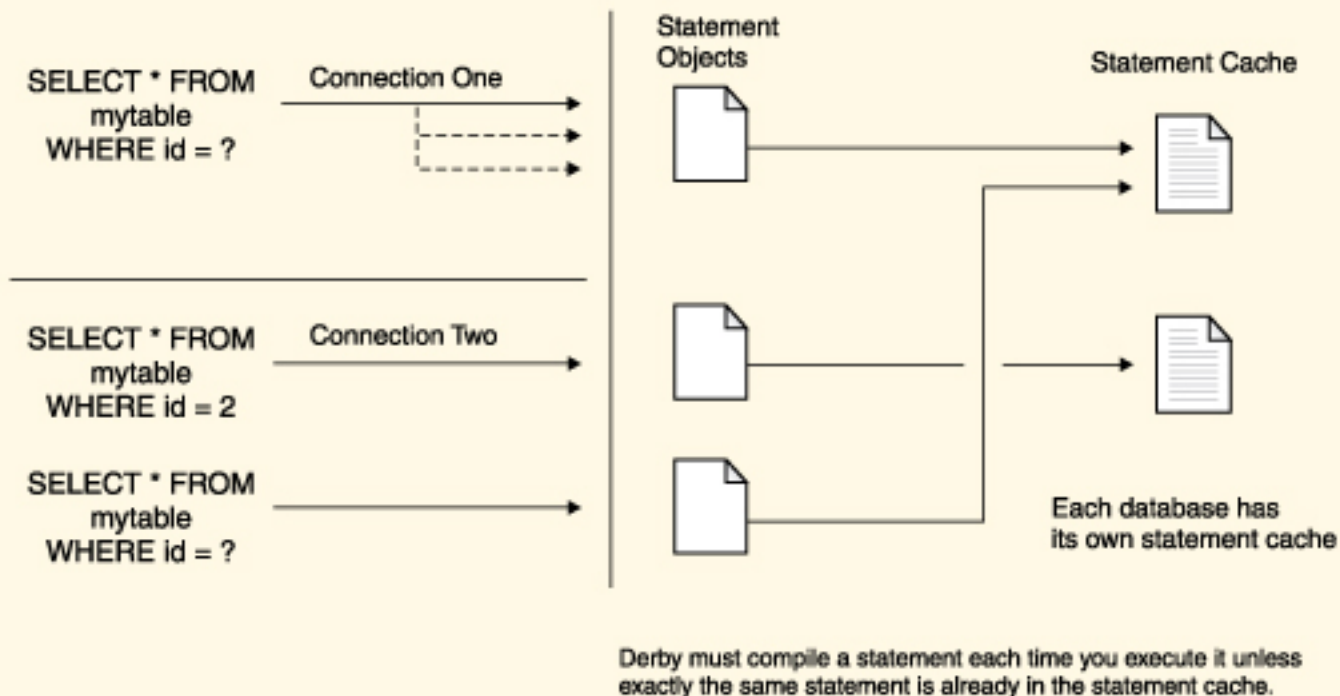 SELECT * FROM
mytable
WHERE id = ?
Connection One
Statement
Objects
Statement Cache
SELECT * FROM
mytable
WHERE id = 2
Connection Two
SELECT * FROM
mytable
WHERE id = ?
Each database has
its own statement cache
Derby must compile a statement each time you execute it unless
exactly the same statement is already in the statement cache.